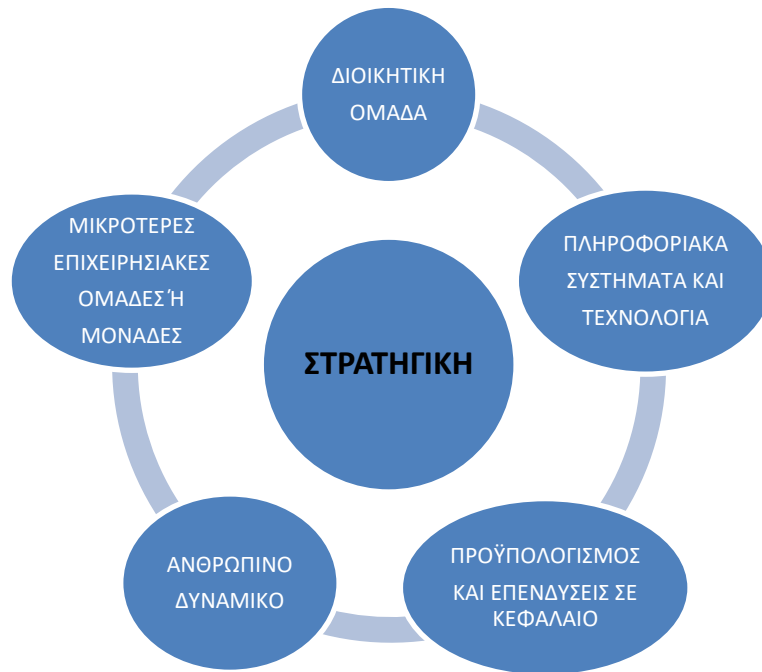 ΔΙΟΙΚΗΤΙΚΗ
ΟΜΑΔΑ
ΠΛΗΡΟΦΟΡΙΑΚΑ
ΣΥΣΤΗΜΑΤΑ ΚΑΙ
ΤΕΧΝΟΛΟΓΙΑ
ΠΡΟΫΠΟΛΟΓΙΣΜΟΣ
ΚΑΙ ΕΠΕΝΔΥΣΕΙΣ ΣΕ
ΚΕΦΑΛΑΙΟ
ΑΝΘΡΩΠΙΝΟ
ΔΥΝΑΜΙΚΟ
ΜΙΚΡΟΤΕΡΕΣ
ΕΠΙΧΕΙΡΗΣΙΑΚΕΣ
ΟΜΑΔΕΣ Ή
ΜΟΝΑΔΕΣ
ΣΤΡΑΤΗΓΙΚΗ